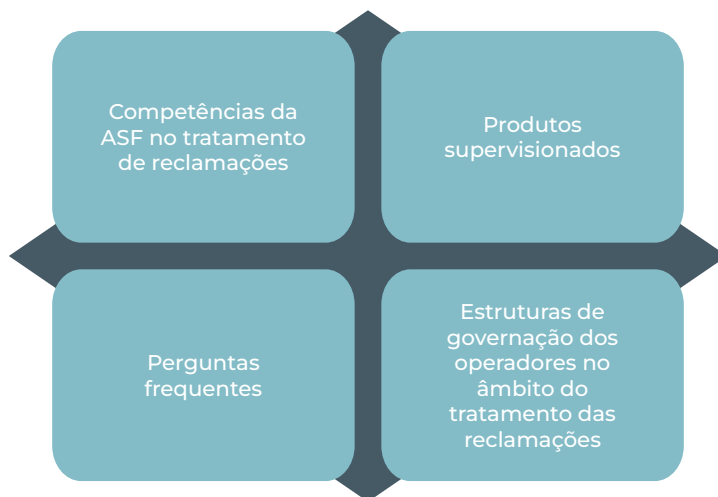 Competências da
ASF no tratamento
de reclamações
Produtos
supervisionados
Perguntas
frequentes
Estruturas de
governação dos
operadores no
âmbito do
tratamento das
reclamações